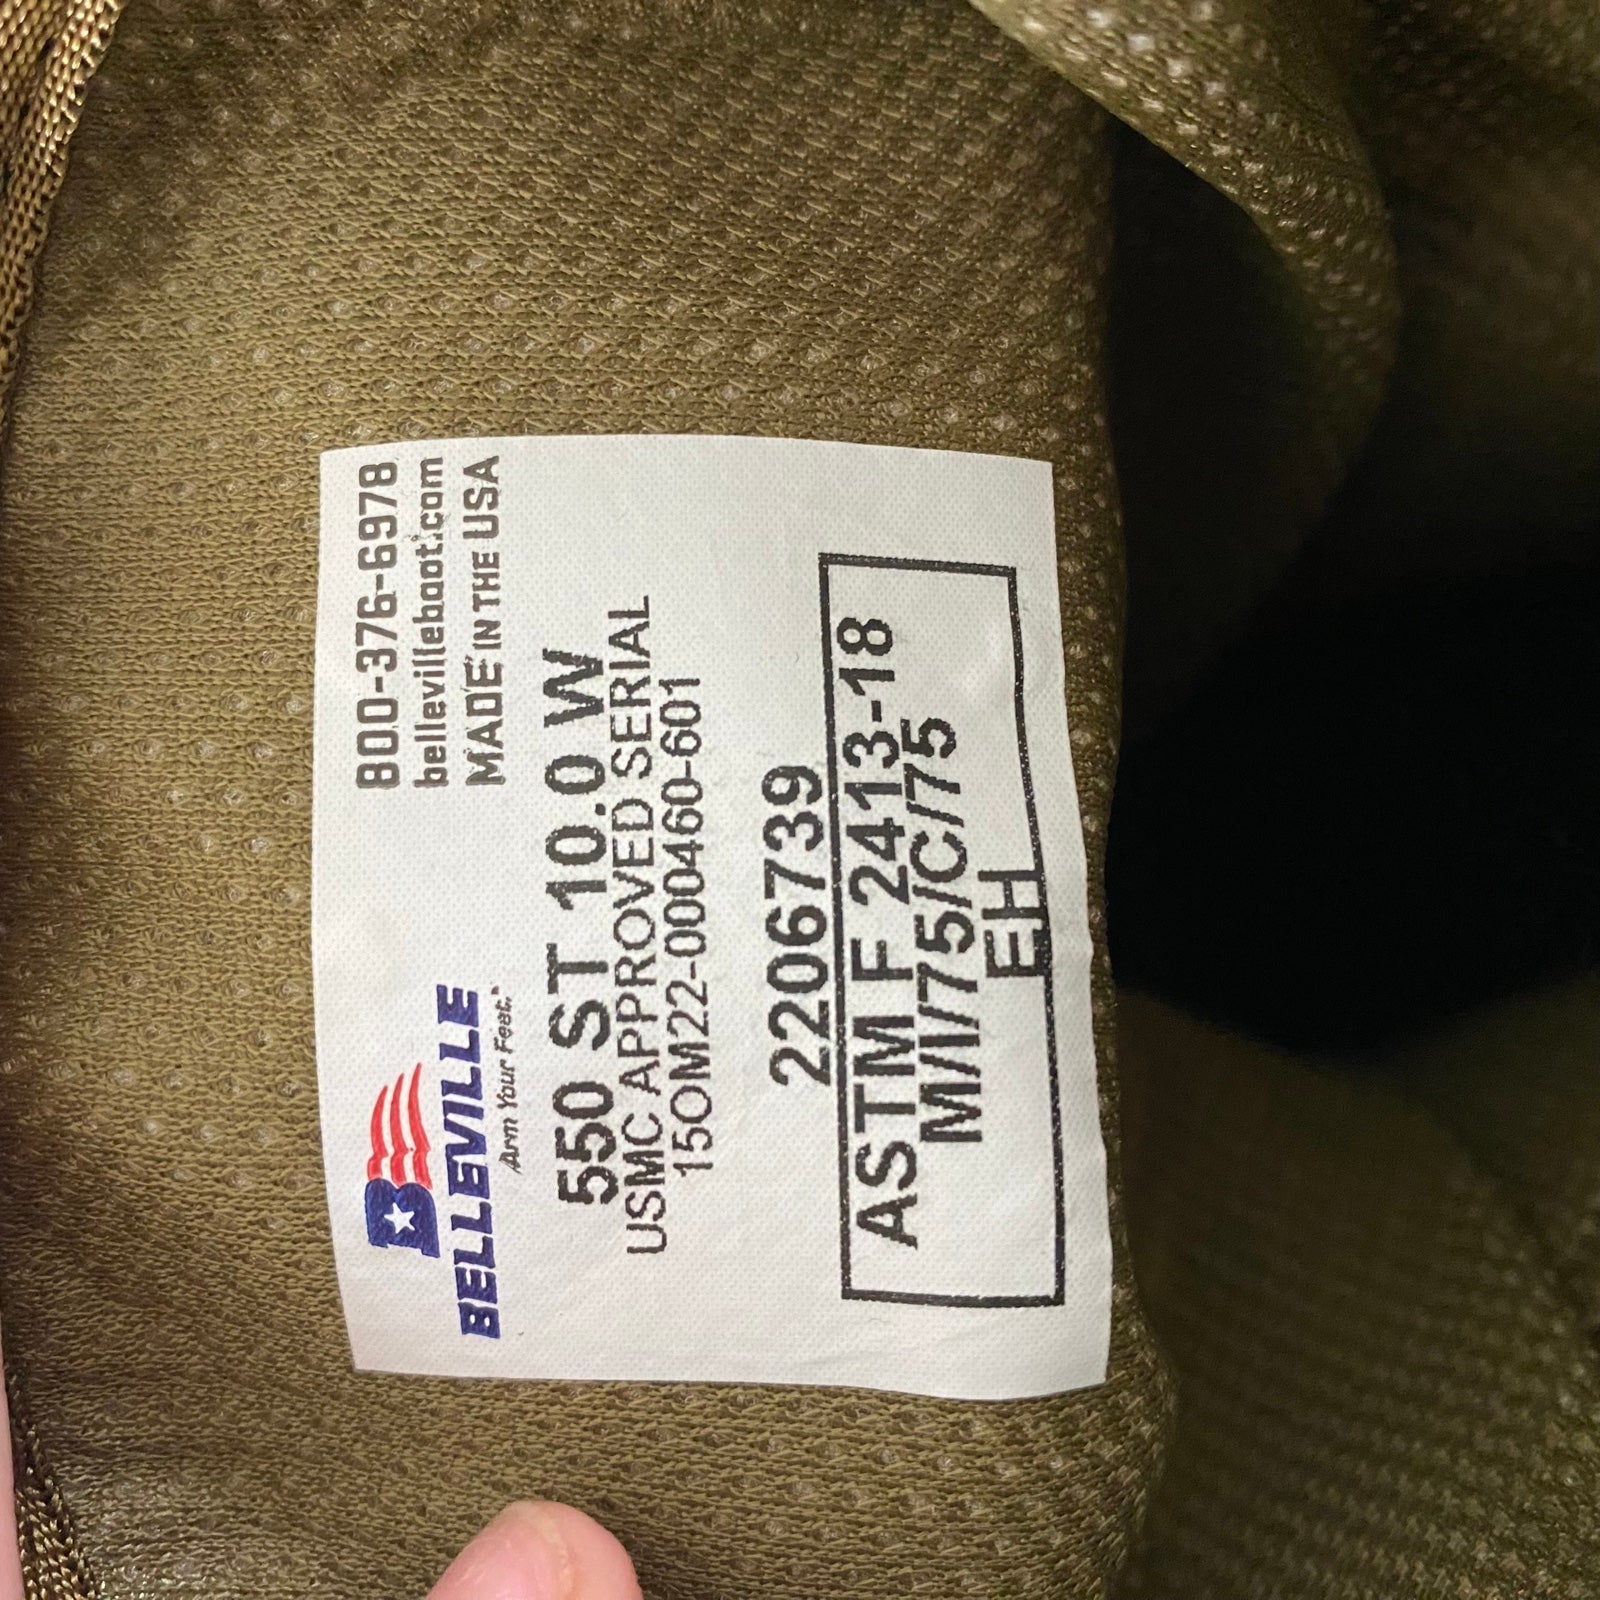 BELLEVILLE
Arm Your Feet.
800-376-6978
bellevilleboot.com
MADE IN THE USA
550 ST 10.0 W
USMC APPROVED SERIAL
15OM22-000460-601
2206739
ASTM F 2413-18
M/I/75/C/75
EH